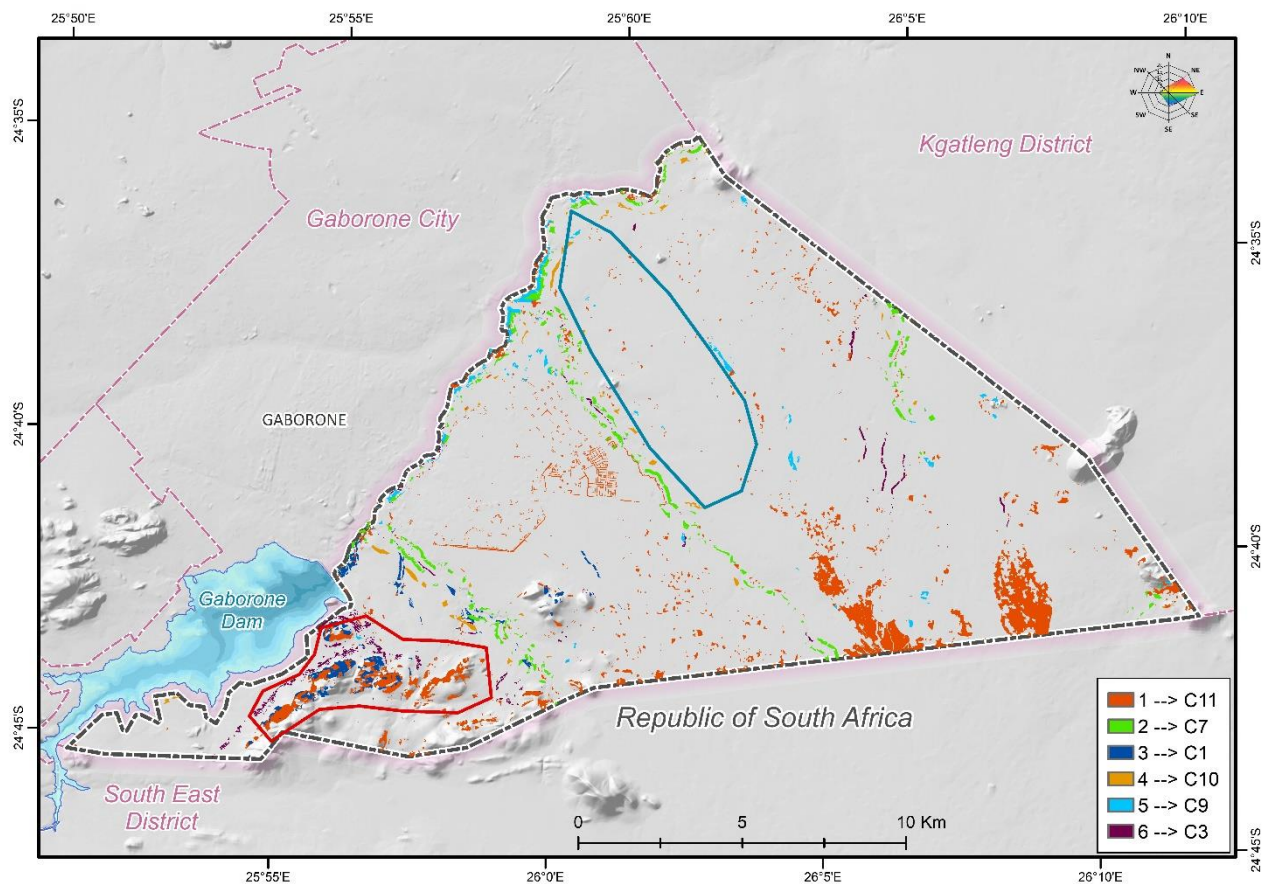 25°50'E
25°55'E
25°60'E
26°5'E
26°10'E
N
NW
NE
W
E
SW
SE
SE
24°35'S
Kgatleng District
Gaborone City
24°35'S
24°40'S
GABORONE
24°40'S
Gaborone
Dam
Republic of South Africa
24°45'S
South East
District
0
5
10 Km
1 --> C11
2 --> C7
3 --> C1
4 --> C10
5 --> C9
6 --> C3
24°45'S
25°55'E
26°0'E
26°5'E
26°10'E